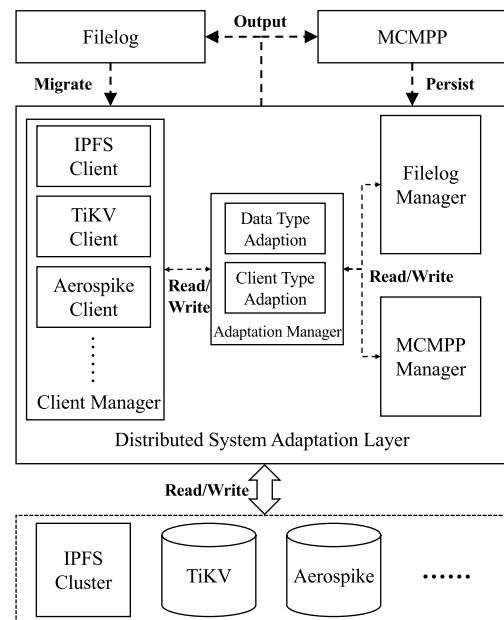 Filelog
Output
MCMPP
Migrate
Persist
IPFS
Client
TiKV
Client
Aerospike
Client
......
Client Manager
Read/
Write
Data Type
Adaption
Client Type
Adaption
Adaptation Manager
Read/Write
Filelog
Manager
MCMPP
Manager
Distributed System Adaptation Layer
Read/Write
IPFS
Cluster
TiKV
Aerospike
......